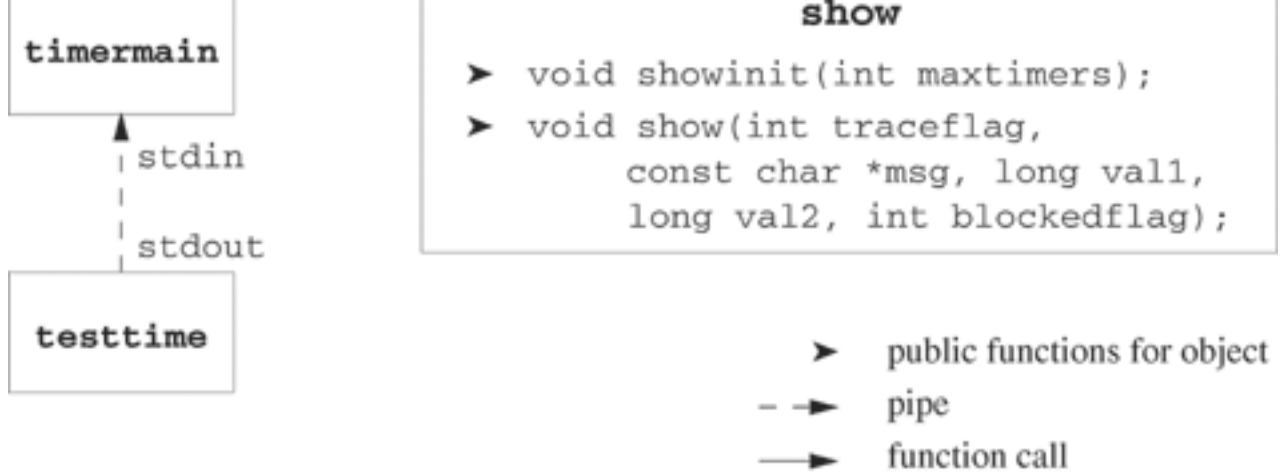 timermain
stdin
stdout
testtime
show
➤ void showinit(int maxtimers);
➤ void show(int traceflag,
const char *msg, long val1,
long val2, int blockedflag);
➤ public functions for object
pipe
function call